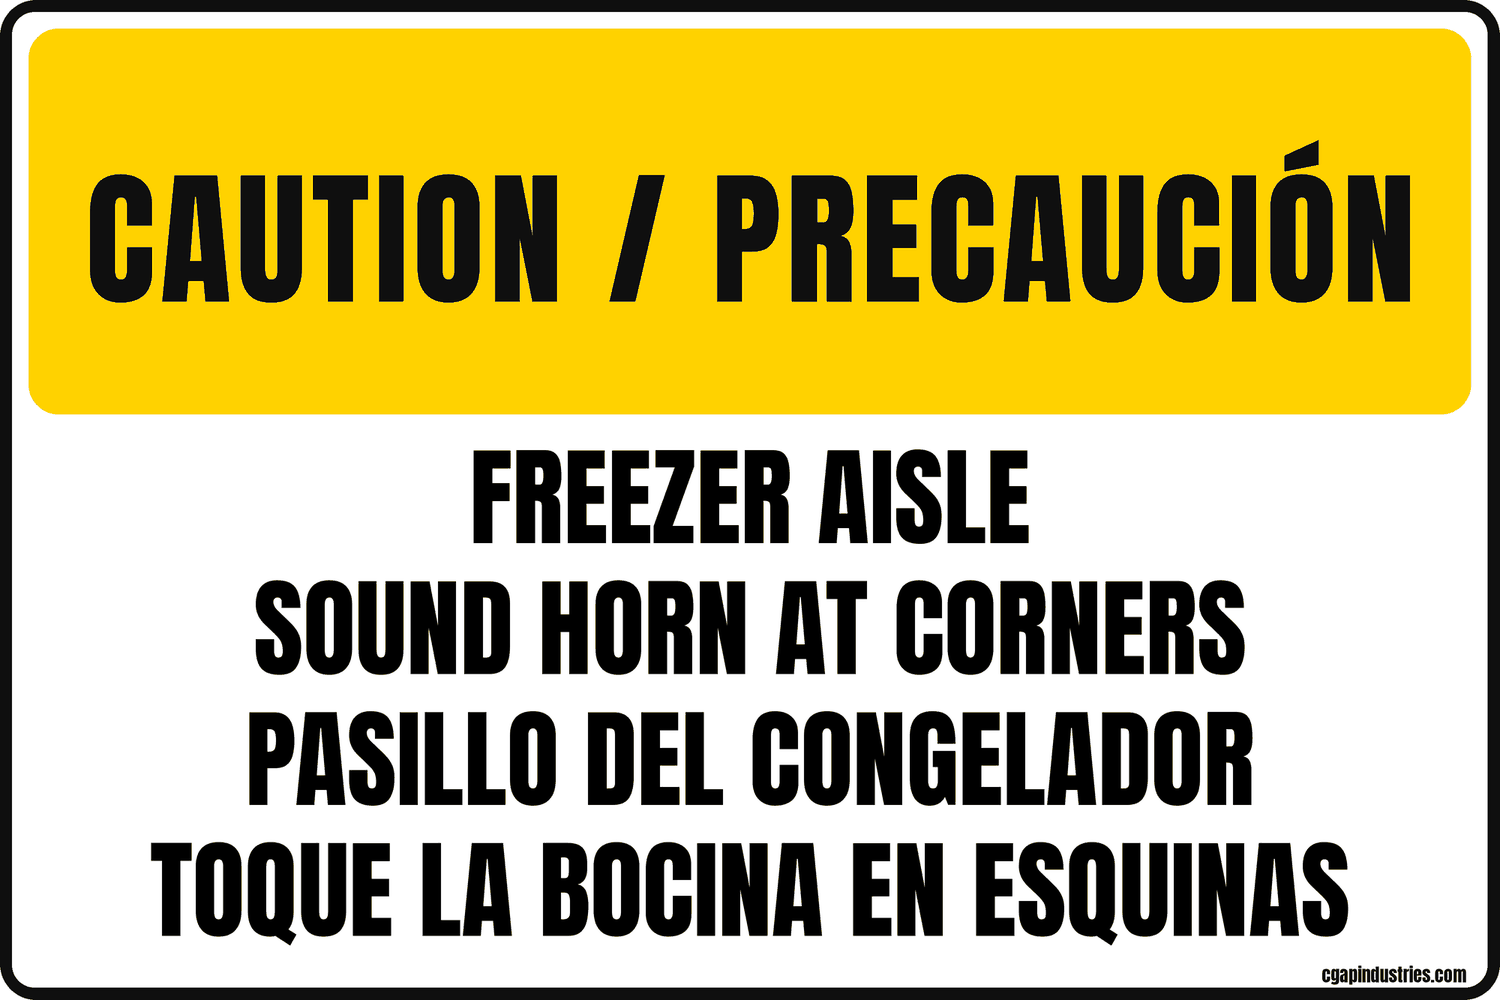 CAUTION / PRECAUCIÓN
FREEZER AISLE
SOUND HORN AT CORNERS
PASILLO DEL CONGELADOR
TOQUE LA BOCINA EN ESQUINAS
cgapindustries.com